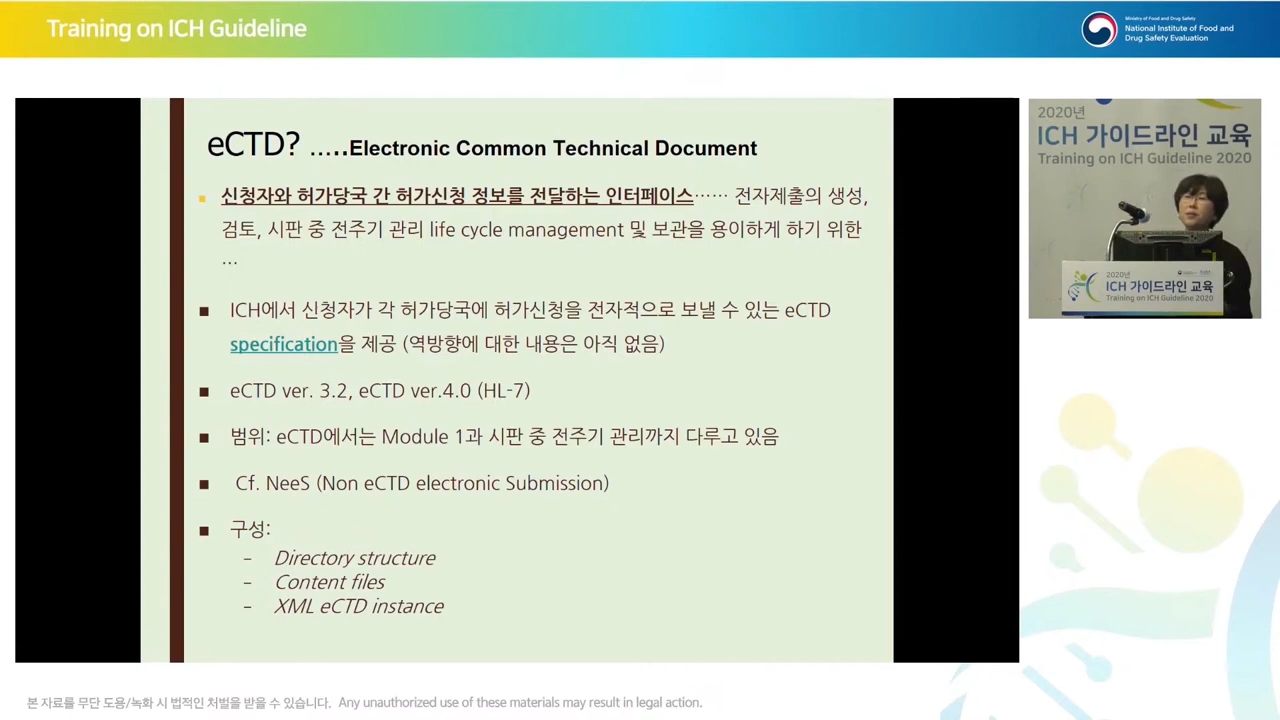 Training on ICH Guideline
Ministry of Food and Drug Safety
National Institute of Food and
Drug Safety Evaluation
eCTD? .....Electronic Common Technical Document
신청자와 허가당국 간 허가신청 정보를 전달하는 인터페이스…… 전자제출의 생성,
검토, 시판 중 전주기 관리 life cycle management 및 보관을 용이하게 하기 위한
…
ICH에서 신청자가 각 허가당국에 허가신청을 전자적으로 보낼 수 있는 eCTD
specification을 제공 (역방향에 대한 내용은 아직 없음)
eCTD ver. 3.2, eCTD ver.4.0 (HL-7)
범위: eCTD에서는 Module 1과 시판 중 전주기 관리까지 다루고 있음
Cf. NeeS (Non eCTD electronic Submission)
구성:
– Directory structure
– Content files
– XML eCTD instance
2020년
ICH 가이드라인 교육
Training on ICH Guideline 2020
2020년
ICH 가이드라인 교육
Training on ICH Guideline 2020
본 자료를 무단 도용/녹화 시 법적인 처벌을 받을 수 있습니다. Any unauthorized use of these materials may result in legal action.